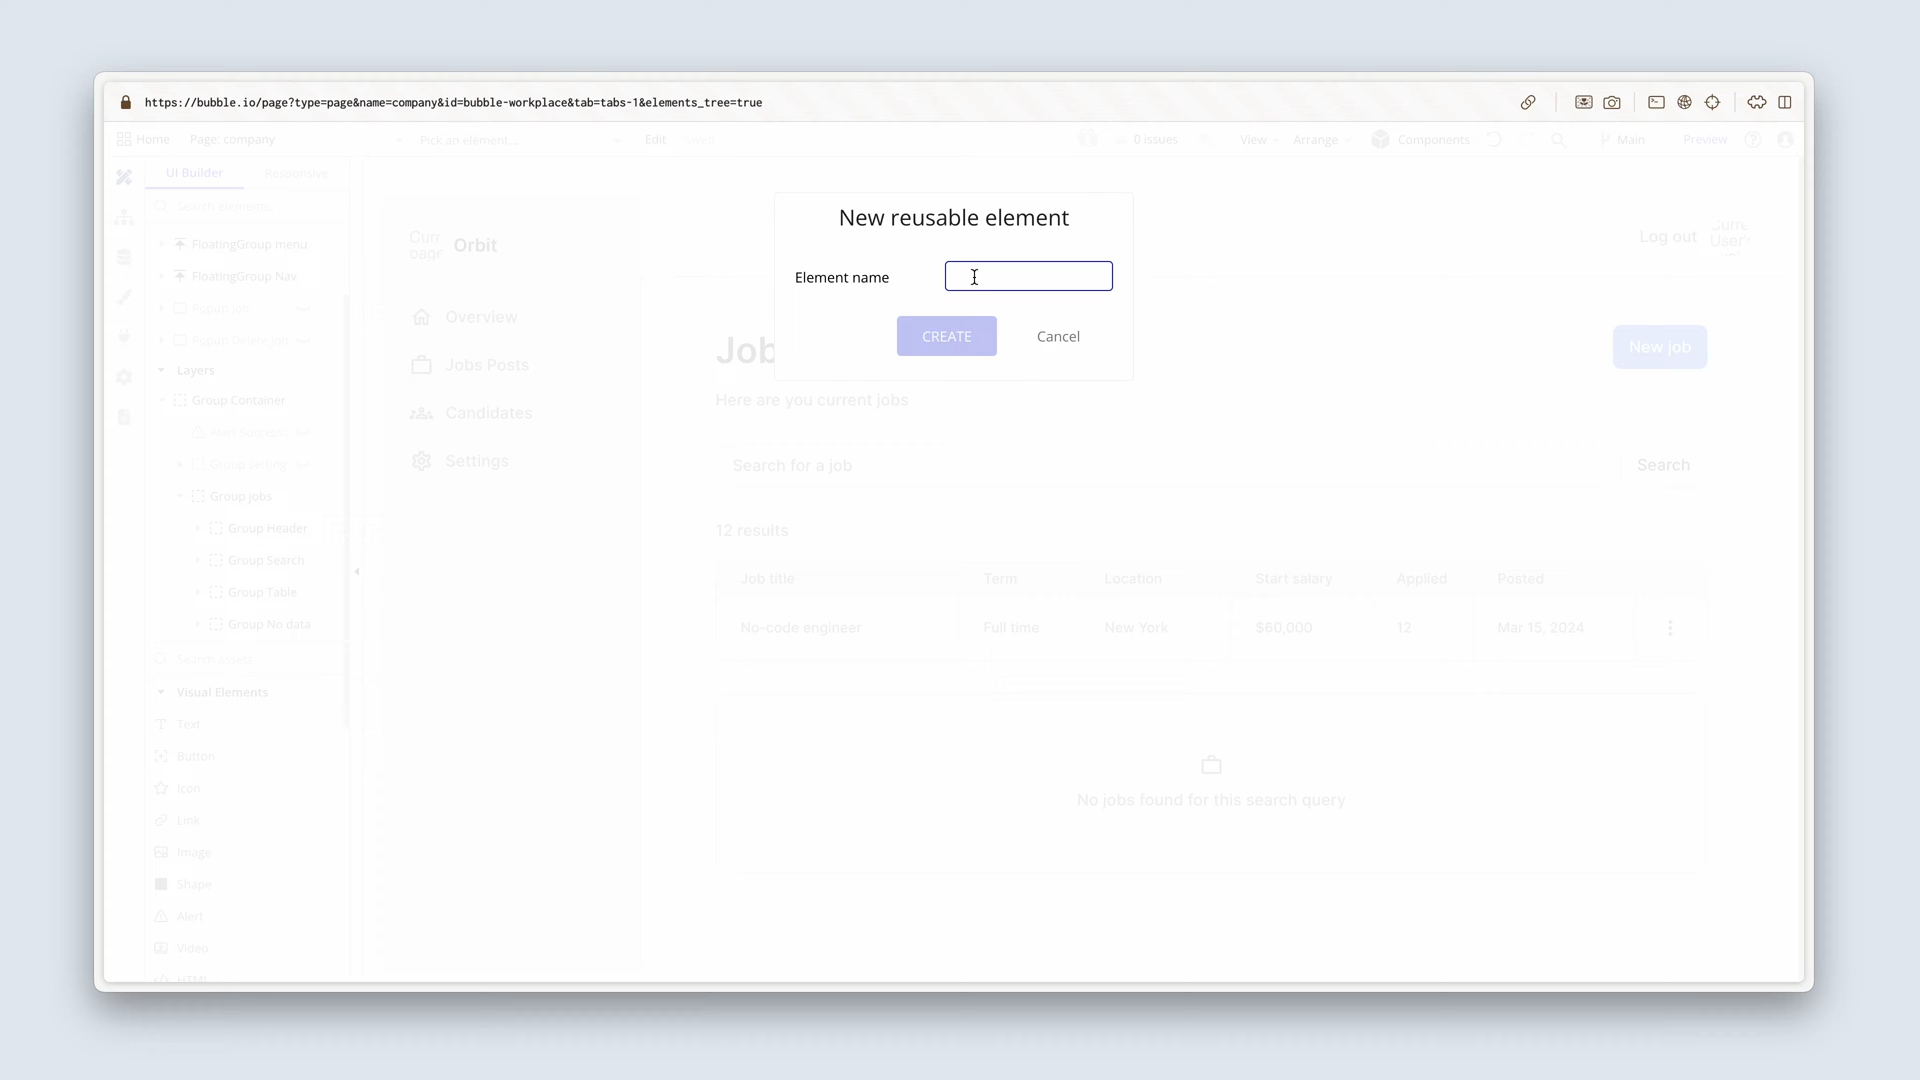 https://bubble.io/page?type=page&name=company&id=bubble-workplace&tab=tabs-1&elements_tree=true
Home
Page: company
Pick an element...
Edit
Saved
0 issues
View
Arrange
Components
Main
Preview
UI Builder
Responsive
Search elements...
FloatingGroup menu
FloatingGroup Nav
Popup job
Popup Delete job
Layers
Group Container
Alert Success
Group setting
Group jobs
Group Header
Group Search
Group Table
Group No data
Search assets
Visual Elements
Text
Button
Icon
Link
Image
Shape
Alert
Video
HTML
Curr
page
Orbit
Overview
Jobs Posts
Candidates
Settings
New reusable element
Element name
CREATE
Cancel
Log out
Curre
User's
Job
New job
Here are you current jobs
Search for a job
Search
12 results
Job title
Term
Location
Start salary
Applied
Posted
No-code engineer
Full time
New York
$60,000
12
Mar 15, 2024
No jobs found for this search query